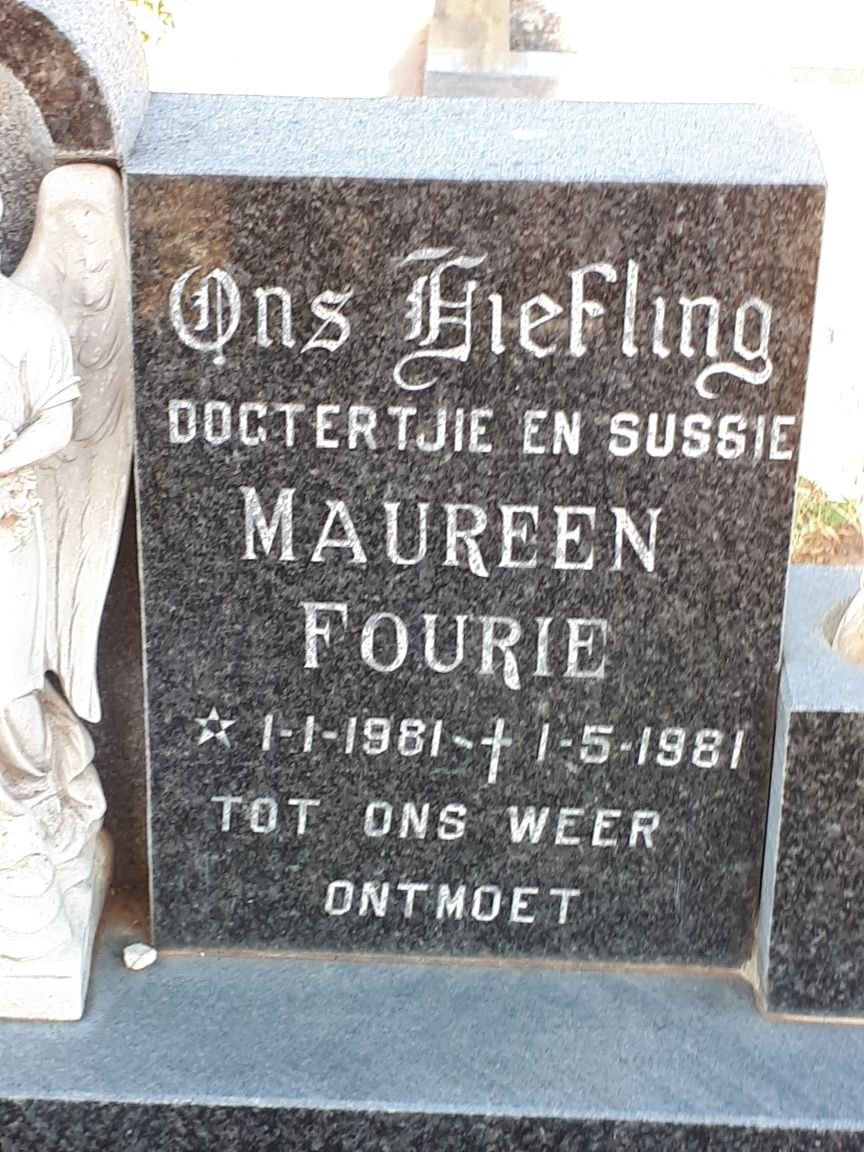 Ons Liefling
DOGTERTJIE EN SUSSIE
MAUREEN
FOURIE
☆ 1-1-1981 ~ † 1-5-1981
TOT ONS WEER
ONTMOET